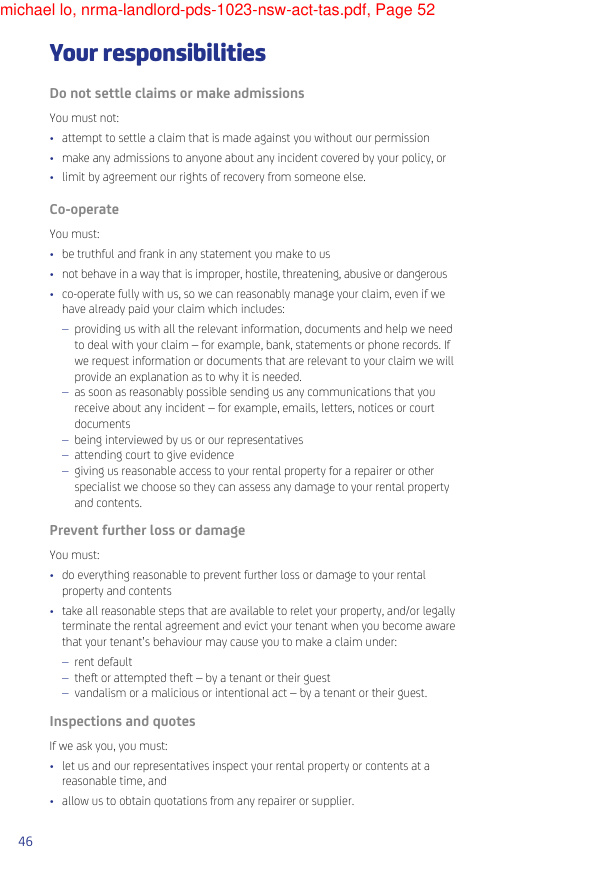 michael lo, nrma-landlord-pds-1023-nsw-act-tas.pdf, Page 52
Your responsibilities
Do not settle claims or make admissions
You must not:
• attempt to settle a claim that is made against you without our permission
• make any admissions to anyone about any incident covered by your policy, or
• limit by agreement our rights of recovery from someone else.
Co-operate
You must:
• be truthful and frank in any statement you make to us
• not behave in a way that is improper, hostile, threatening, abusive or dangerous
• co-operate fully with us, so we can reasonably manage your claim, even if we
have already paid your claim which includes:
– providing us with all the relevant information, documents and help we need
to deal with your claim – for example, bank, statements or phone records. If
we request information or documents that are relevant to your claim we will
provide an explanation as to why it is needed.
– as soon as reasonably possible sending us any communications that you
receive about any incident – for example, emails, letters, notices or court
documents
– being interviewed by us or our representatives
– attending court to give evidence
– giving us reasonable access to your rental property for a repairer or other
specialist we choose so they can assess any damage to your rental property
and contents.
Prevent further loss or damage
You must:
• do everything reasonable to prevent further loss or damage to your rental
property and contents
• take all reasonable steps that are available to relet your property, and/or legally
terminate the rental agreement and evict your tenant when you become aware
that your tenant's behaviour may cause you to make a claim under:
– rent default
– theft or attempted theft – by a tenant or their guest
– vandalism or a malicious or intentional act – by a tenant or their guest.
Inspections and quotes
If we ask you, you must:
• let us and our representatives inspect your rental property or contents at a
reasonable time, and
• allow us to obtain quotations from any repairer or supplier.
46